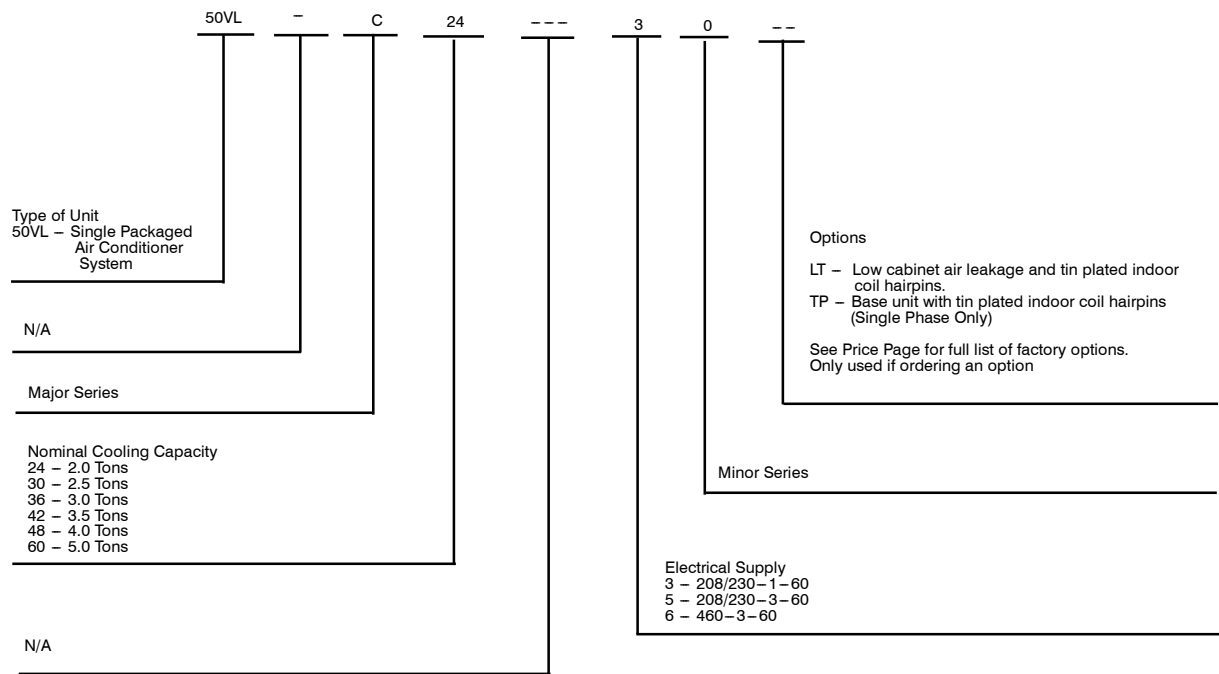 50VL - C 24 --- 3 0 --
Type of Unit
50VL – Single Packaged
Air Conditioner
System
N/A
Major Series
Nominal Cooling Capacity
24 – 2.0 Tons
30 – 2.5 Tons
36 – 3.0 Tons
42 – 3.5 Tons
48 – 4.0 Tons
60 – 5.0 Tons
N/A
Options
LT – Low cabinet air leakage and tin plated indoor
coil hairpins.
TP – Base unit with tin plated indoor coil hairpins
(Single Phase Only)
See Price Page for full list of factory options.
Only used if ordering an option
Minor Series
Electrical Supply
3 – 208/230–1–60
5 – 208/230–3–60
6 – 460–3–60